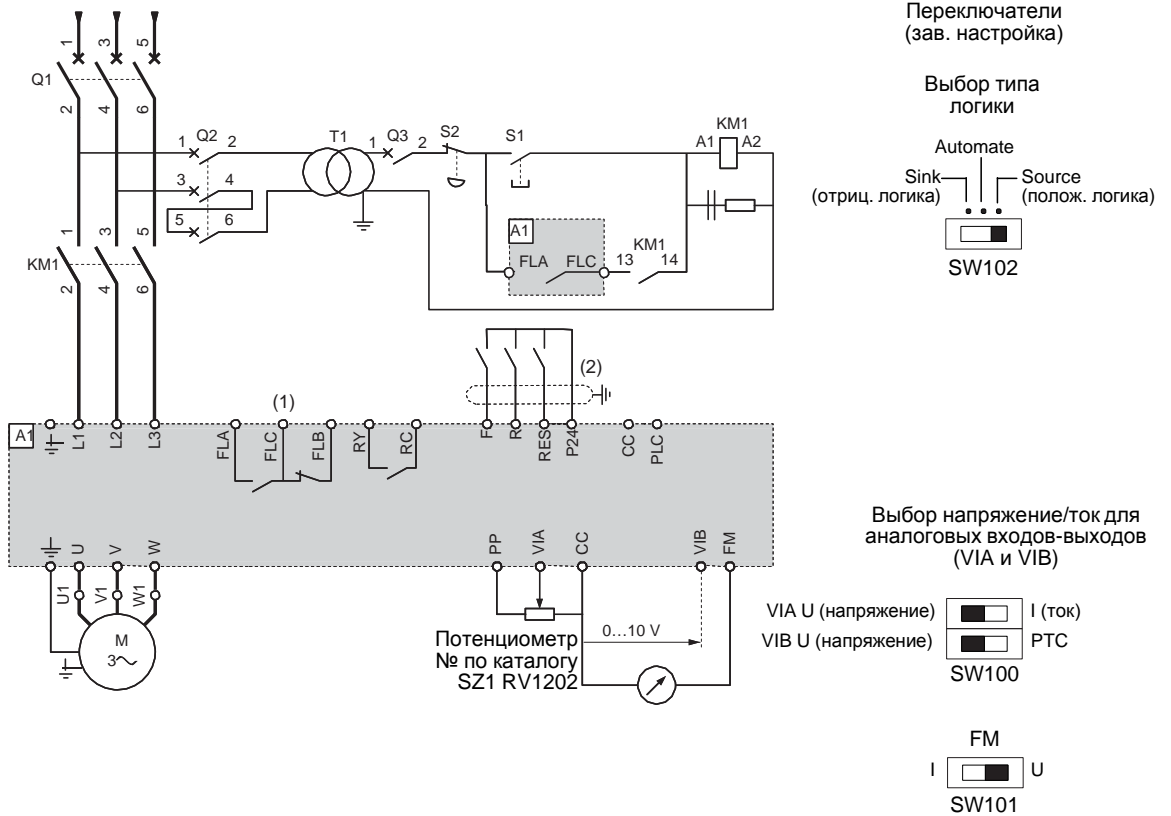 1 3 5
Q1
2 4 6
1 Q2 2
3 4
5 6
T1
1 Q3 2
S2
S1
KM1
A1 A2
A1
FLA FLC
KM1
13 14
1 3 5
KM1
2 4 6
(2)
(1)
A1
L1 L2 L3
FLA FLC FLB RY RC
F R RES P24 CC PLC
U V W
PP VIA CC VIB FM
U1 V1 W1
M
3
0...10 V
Потенциометр
№ по каталогу
SZ1 RV1202
Переключатели
(зав. настройка)
Выбор типа
логики
Automate
Sink
(отриц. логика)
Source
(полож. логика)
SW102
Выбор напряжение/ток для
аналоговых входов-выходов
(VIA и VIB)
VIA U (напряжение) I (ток)
VIB U (напряжение) PTC
SW100
FM
I U
SW101